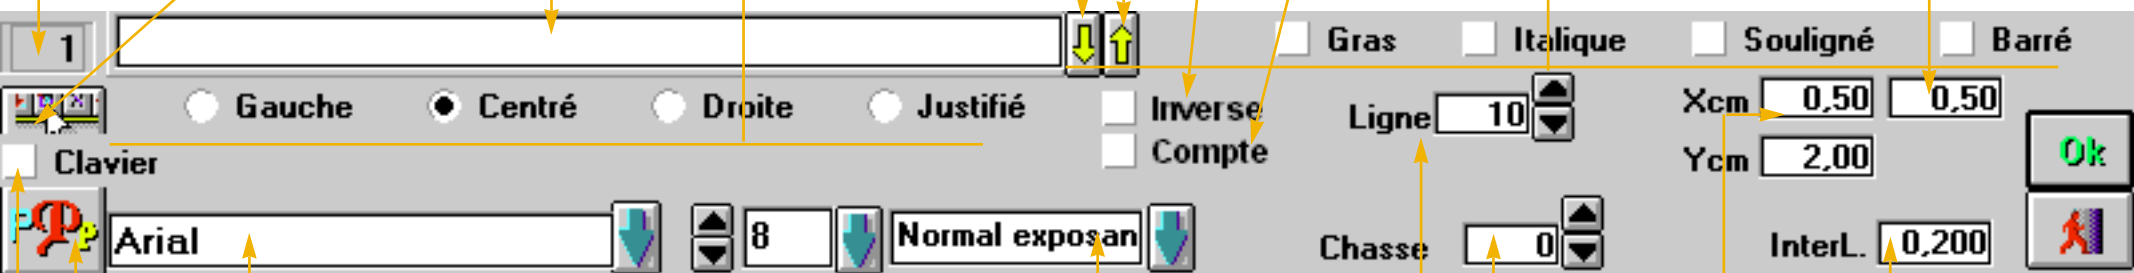 1 Gras Italique Souligné Barré
Gauche Centré Droite Justifié Inverse Ligne 10 Xcm 0,50 0,50
Clavier Compte Ycm 2,00 Ok
Arial 8 Normal exposan Chasse 0 InterL. 0,200